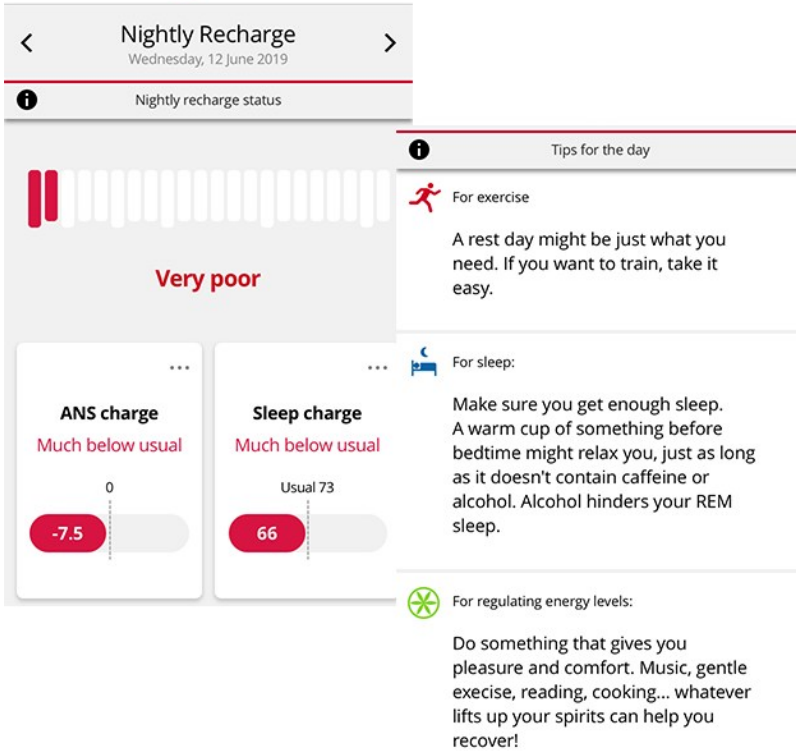 Nightly Recharge
Wednesday, 12 June 2019
Nightly recharge status
Very poor
ANS charge
Much below usual
0
-7.5
Sleep charge
Much below usual
Usual 73
66
Tips for the day
For exercise
A rest day might be just what you
need. If you want to train, take it
easy.
For sleep:
Make sure you get enough sleep.
A warm cup of something before
bedtime might relax you, just as long
as it doesn't contain caffeine or
alcohol. Alcohol hinders your REM
sleep.
For regulating energy levels:
Do something that gives you
pleasure and comfort. Music, gentle
execise, reading, cooking... whatever
lifts up your spirits can help you
recover!